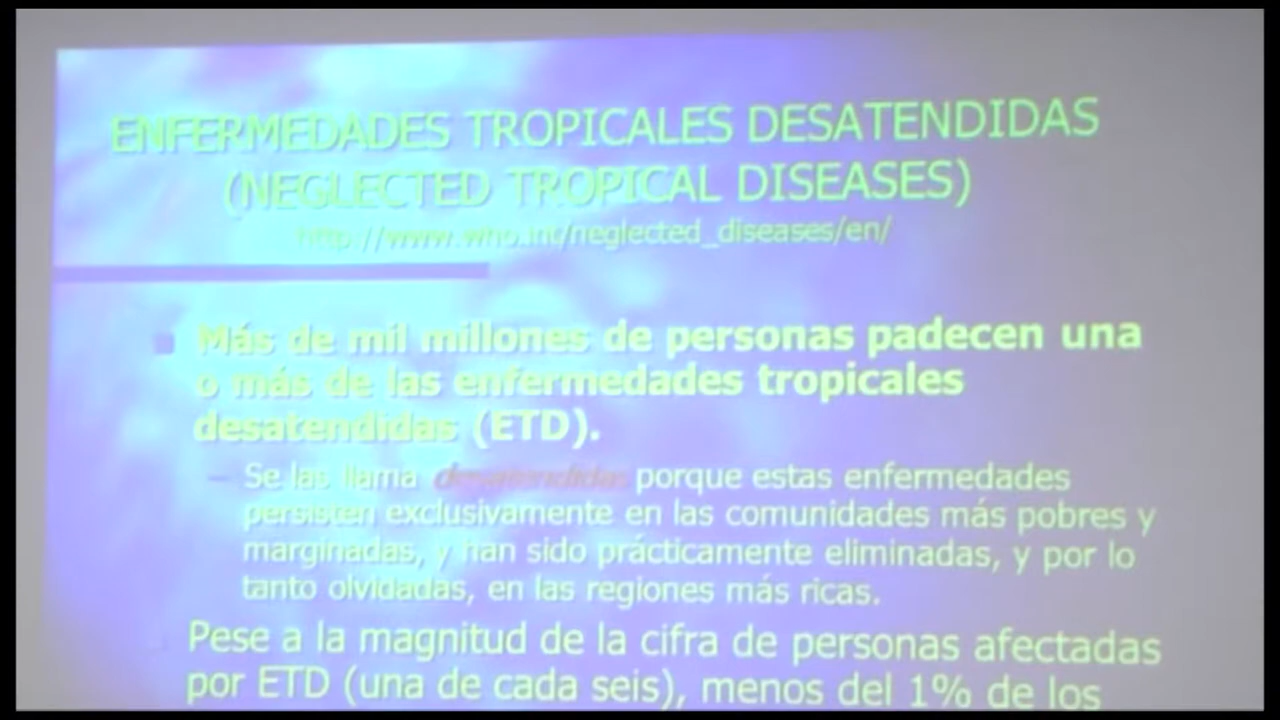 ENFERMEDADES TROPICALES DESATENDIDAS
(NEGLECTED TROPICAL DISEASES)
http://www.who.int/neglected_diseases/en/
Más de mil millones de personas padecen una
o más de las enfermedades tropicales
desatendidas (ETD).
– Se las llama desatendidas porque estas enfermedades
persisten exclusivamente en las comunidades más pobres y
marginadas, y han sido prácticamente eliminadas, y por lo
tanto olvidadas, en las regiones más ricas.
Pese a la magnitud de la cifra de personas afectadas
por ETD (una de cada seis), menos del 1% de los